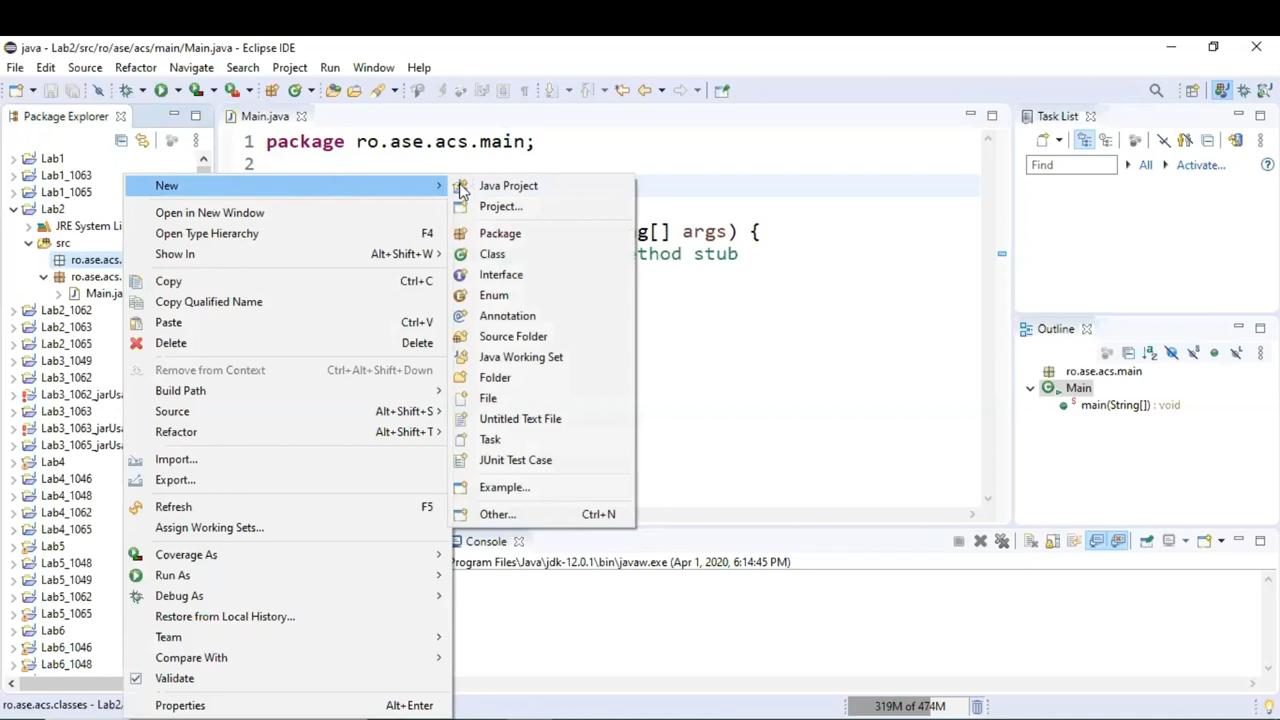 java - Lab2/src/ro/ase/acs/main/Main.java - Eclipse IDE
File Edit Source Refactor Navigate Search Project Run Window Help
Package Explorer
Lab1
Lab1_1063
Lab1_1065
Lab2
JRE System Li
src
ro.ase.acs.
ro.ase.acs.
Main.ja
Lab2_1062
Lab2_1063
Lab2_1065
Lab3_1049
Lab3_1062
Lab3_1062_jarUsa
Lab3_1063
Lab3_1063_jarUsa
Lab3_1065_jarUsa
Lab4
Lab4_1046
Lab4_1048
Lab4_1065
Lab5
Lab5_1048
Lab5_1049
Lab5_1062
Lab5_1065
Lab6
Lab6_1046
Lab6_1048
New
Open in New Window
Open Type Hierarchy F4
Show In Alt+Shift+W
Copy Ctrl+C
Copy Qualified Name
Paste Ctrl+V
Delete Delete
Remove from Context Ctrl+Alt+Shift+Down
Build Path
Source Alt+Shift+S
Refactor Alt+Shift+T
Import...
Export...
Refresh F5
Assign Working Sets...
Coverage As
Run As
Debug As
Restore from Local History...
Team
Compare With
Validate
Properties Alt+Enter
Java Project
Project...
Package
Class
Interface
Enum
Annotation
Source Folder
Java Working Set
Folder
File
Untitled Text File
Task
JUnit Test Case
Example...
Other... Ctrl+N
Main.java
1 package ro.ase.acs.main;
2
g[] args) {
thod stub
Console
Program Files\Java\jdk-12.0.1\bin\javaw.exe (Apr 1, 2020, 6:14:45 PM)
Task List
Find All Activate...
Outline
ro.ase.acs.main
Main
main(String[]) : void
ro.ase.acs.classes - Lab2/
319M of 474M